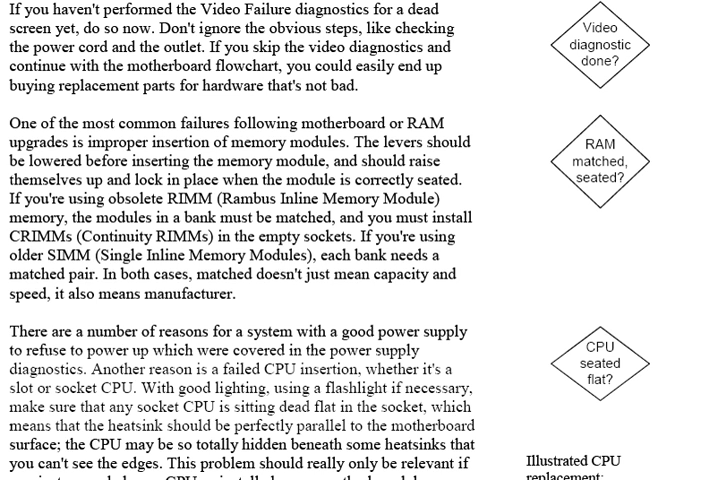 If you haven't performed the Video Failure diagnostics for a dead
screen yet, do so now. Don't ignore the obvious steps, like checking
the power cord and the outlet. If you skip the video diagnostics and
continue with the motherboard flowchart, you could easily end up
buying replacement parts for hardware that's not bad.
Video
diagnostic
done?
One of the most common failures following motherboard or RAM
upgrades is improper insertion of memory modules. The levers should
be lowered before inserting the memory module, and should raise
themselves up and lock in place when the module is correctly seated.
If you're using obsolete RIMM (Rambus Inline Memory Module)
memory, the modules in a bank must be matched, and you must install
CRIMMs (Continuity RIMMs) in the empty sockets. If you're using
older SIMM (Single Inline Memory Modules), each bank needs a
matched pair. In both cases, matched doesn't just mean capacity and
speed, it also means manufacturer.
RAM
matched,
seated?
There are a number of reasons for a system with a good power supply
to refuse to power up which were covered in the power supply
diagnostics. Another reason is a failed CPU insertion, whether it's a
slot or socket CPU. With good lighting, using a flashlight if necessary,
make sure that any socket CPU is sitting dead flat in the socket, which
means that the heatsink should be perfectly parallel to the motherboard
surface; the CPU may be so totally hidden beneath some heatsinks that
you can't see the edges. This problem should really only be relevant if
CPU
seated
flat?
Illustrated CPU
replacement: